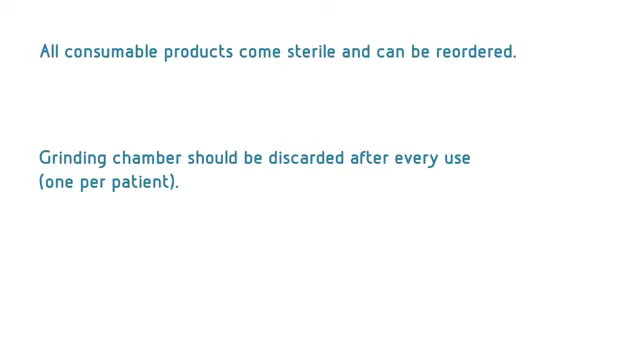 All consumable products come sterile and can be reordered.
Grinding chamber should be discarded after every use
(one per patient).